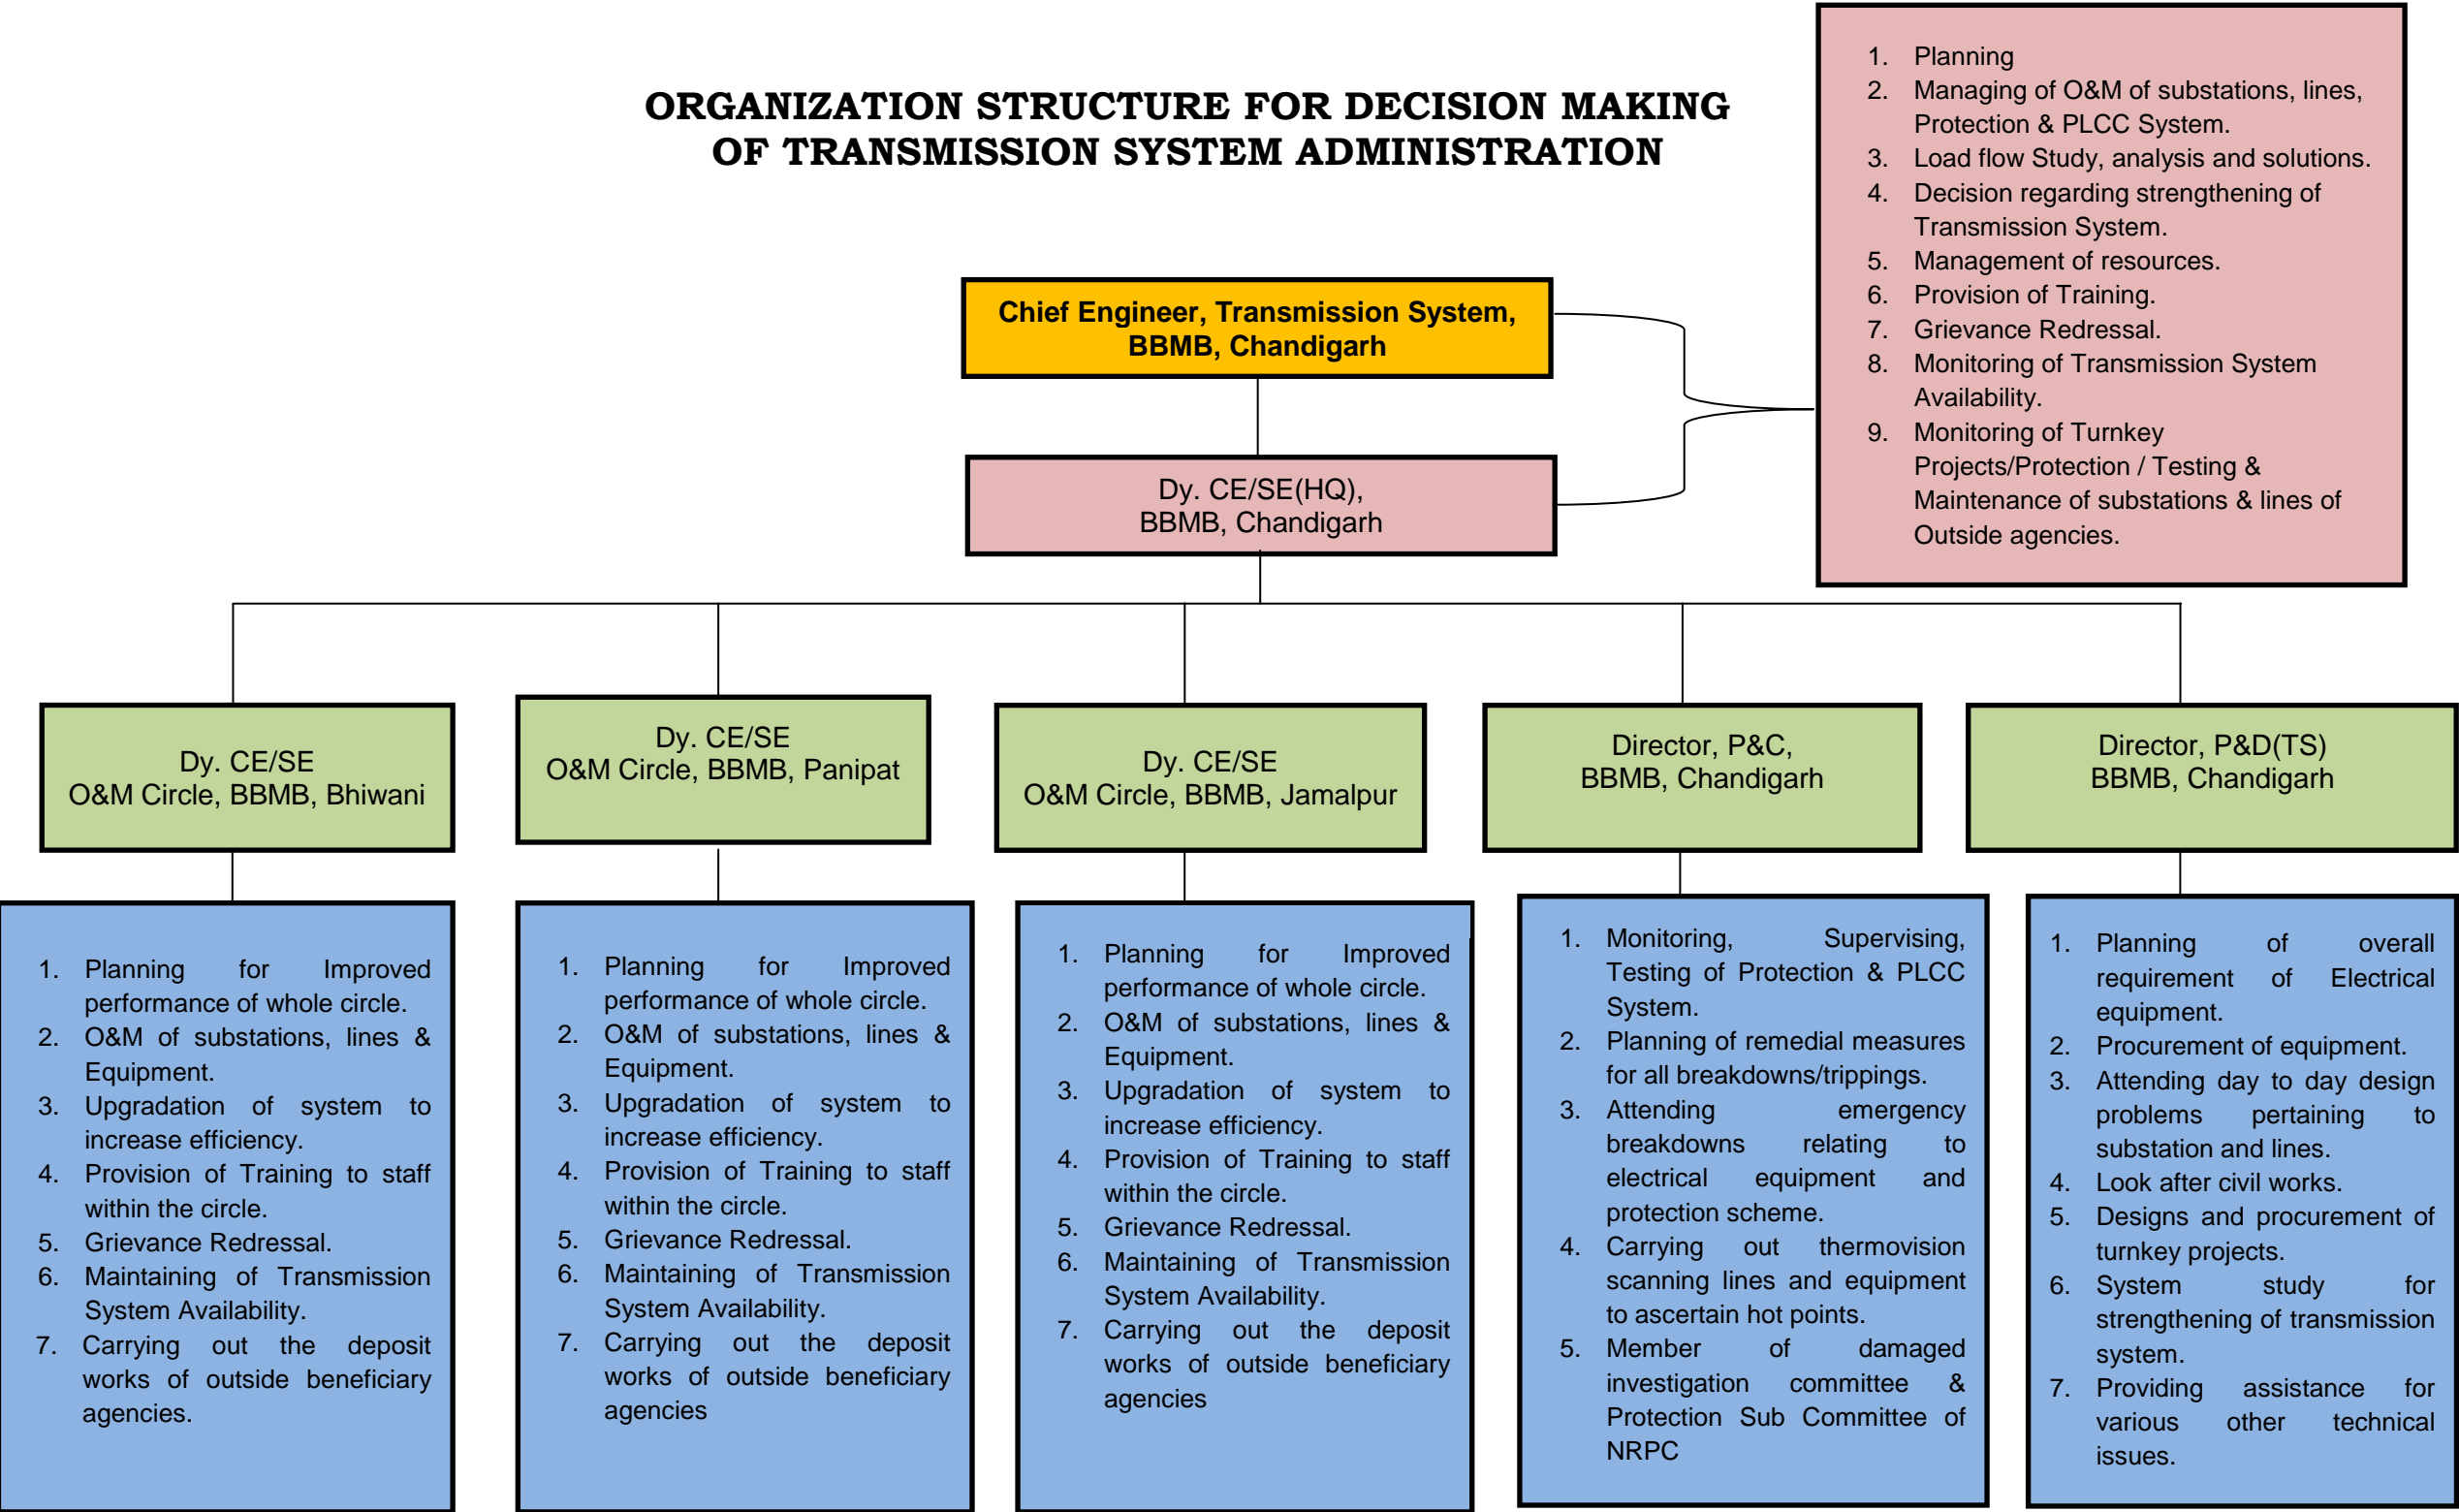 ORGANIZATION STRUCTURE FOR DECISION MAKING
OF TRANSMISSION SYSTEM ADMINISTRATION
1. Planning
2. Managing of O&M of substations, lines,
Protection & PLCC System.
3. Load flow Study, analysis and solutions.
4. Decision regarding strengthening of
Transmission System.
5. Management of resources.
6. Provision of Training.
7. Grievance Redressal.
8. Monitoring of Transmission System
Availability.
9. Monitoring of Turnkey
Projects/Protection / Testing &
Maintenance of substations & lines of
Outside agencies.
Chief Engineer, Transmission System,
BBMB, Chandigarh
Dy. CE/SE(HQ),
BBMB, Chandigarh
Dy. CE/SE
O&M Circle, BBMB, Bhiwani
Dy. CE/SE
O&M Circle, BBMB, Panipat
Dy. CE/SE
O&M Circle, BBMB, Jamalpur
Director, P&C,
BBMB, Chandigarh
Director, P&D(TS)
BBMB, Chandigarh
1. Planning for Improved
performance of whole circle.
2. O&M of substations, lines &
Equipment.
3. Upgradation of system to
increase efficiency.
4. Provision of Training to staff
within the circle.
5. Grievance Redressal.
6. Maintaining of Transmission
System Availability.
7. Carrying out the deposit
works of outside beneficiary
agencies.
1. Planning for Improved
performance of whole circle.
2. O&M of substations, lines &
Equipment.
3. Upgradation of system to
increase efficiency.
4. Provision of Training to staff
within the circle.
5. Grievance Redressal.
6. Maintaining of Transmission
System Availability.
7. Carrying out the deposit
works of outside beneficiary
agencies
1. Planning for Improved
performance of whole circle.
2. O&M of substations, lines &
Equipment.
3. Upgradation of system to
increase efficiency.
4. Provision of Training to staff
within the circle.
5. Grievance Redressal.
6. Maintaining of Transmission
System Availability.
7. Carrying out the deposit
works of outside beneficiary
agencies
1. Monitoring, Supervising,
Testing of Protection & PLCC
System.
2. Planning of remedial measures
for all breakdowns/trippings.
3. Attending emergency
breakdowns relating to
electrical equipment and
protection scheme.
4. Carrying out thermovision
scanning lines and equipment
to ascertain hot points.
5. Member of damaged
investigation committee &
Protection Sub Committee of
NRPC
1. Planning of overall
requirement of Electrical
equipment.
2. Procurement of equipment.
3. Attending day to day design
problems pertaining to
substation and lines.
4. Look after civil works.
5. Designs and procurement of
turnkey projects.
6. System study for
strengthening of transmission
system.
7. Providing assistance for
various other technical
issues.